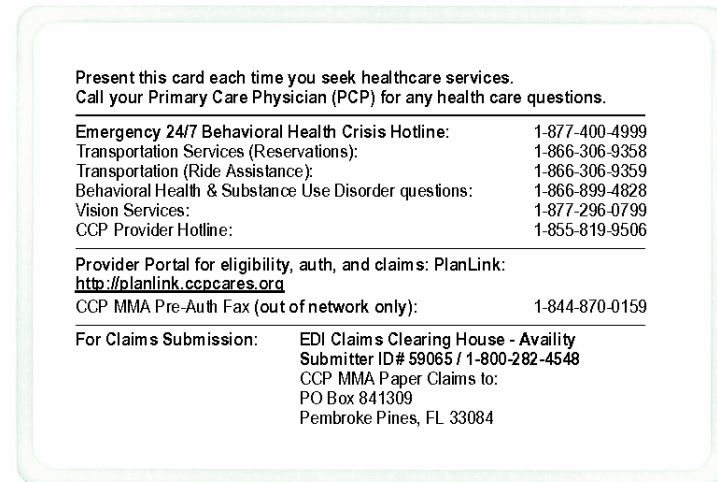 Present this card each time you seek healthcare services.
Call your Primary Care Physician (PCP) for any health care questions.
Emergency 24/7 Behavioral Health Crisis Hotline: 1-877-400-4999
Transportation Services (Reservations): 1-866-306-9358
Transportation (Ride Assistance): 1-866-306-9359
Behavioral Health & Substance Use Disorder questions: 1-866-899-4828
Vision Services: 1-877-296-0799
CCP Provider Hotline: 1-855-819-9506
Provider Portal for eligibility, auth, and claims: PlanLink:
http://planlink.ccpcares.org
CCP MMA Pre-Auth Fax (out of network only): 1-844-870-0159
For Claims Submission: EDI Claims Clearing House - Availity
Submitter ID# 59065 / 1-800-282-4548
CCP MMA Paper Claims to:
PO Box 841309
Pembroke Pines, FL 33084